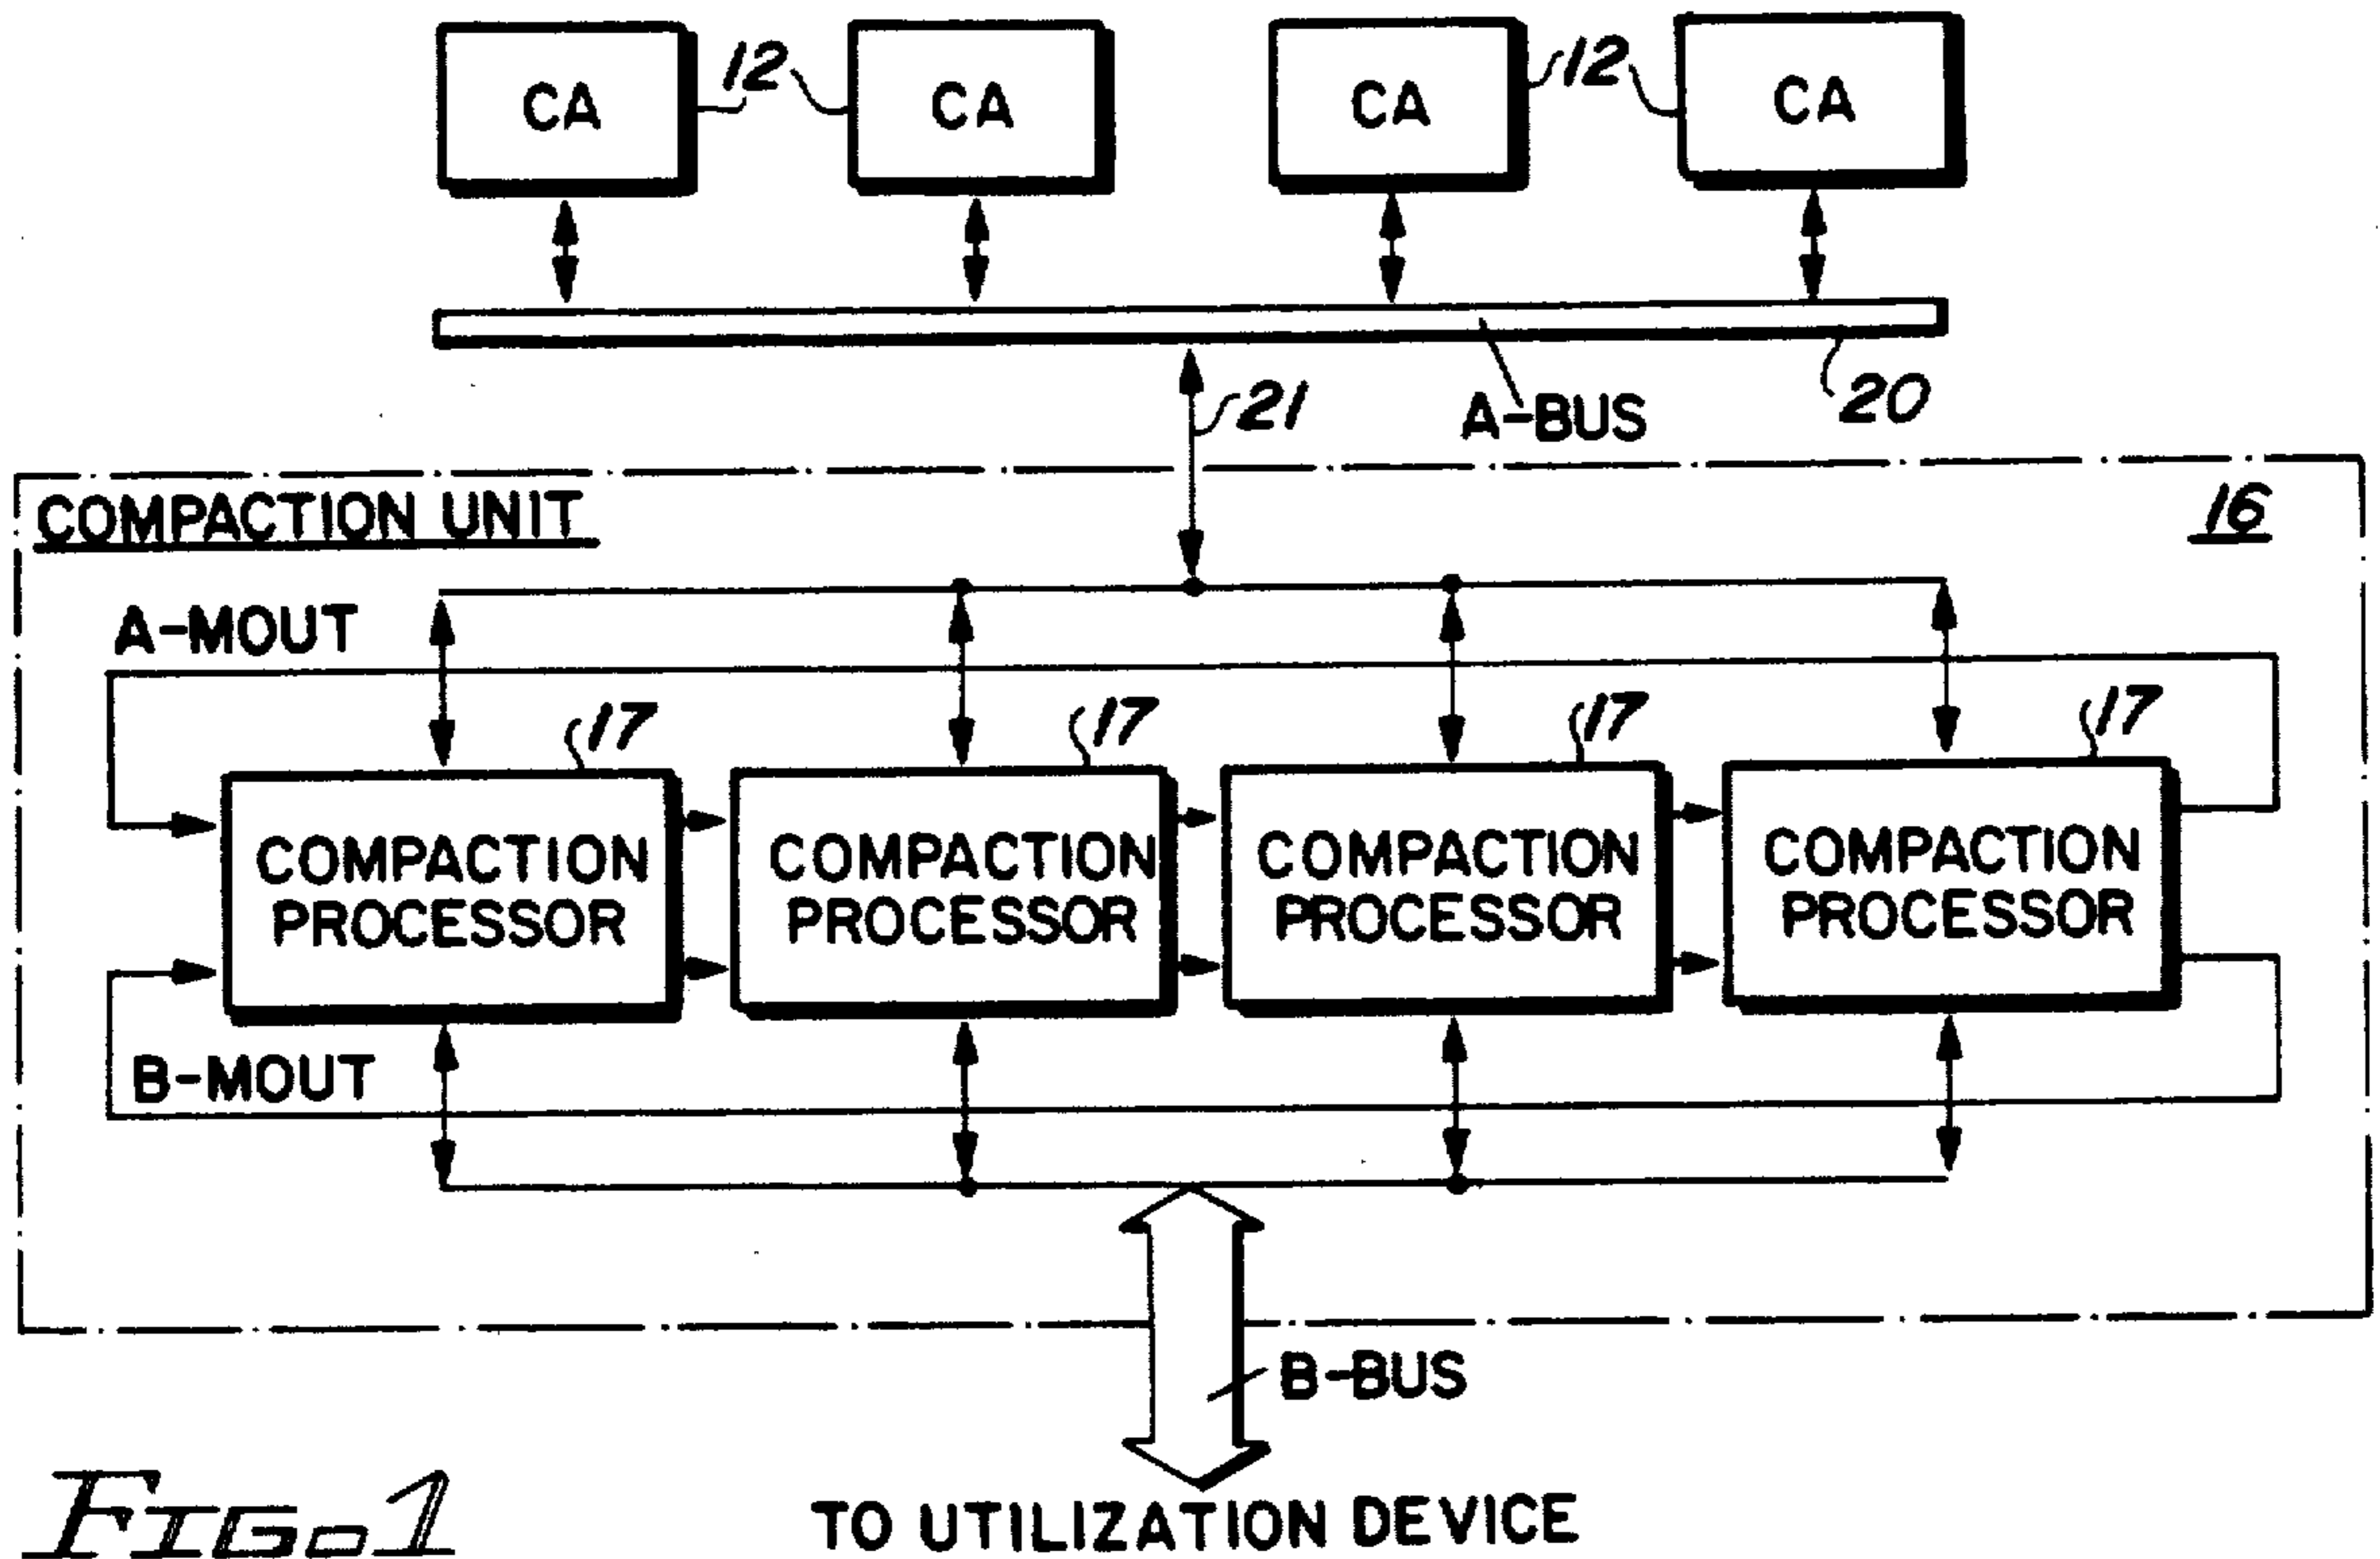 CA 12 CA CA 12 CA
21 A-BUS 20
COMPACTION UNIT 16
A-MOUT
17 17 17 17
COMPACTION COMPACTION COMPACTION COMPACTION
PROCESSOR PROCESSOR PROCESSOR PROCESSOR
B-MOUT
B-BUS
FIG. 1 TO UTILIZATION DEVICE